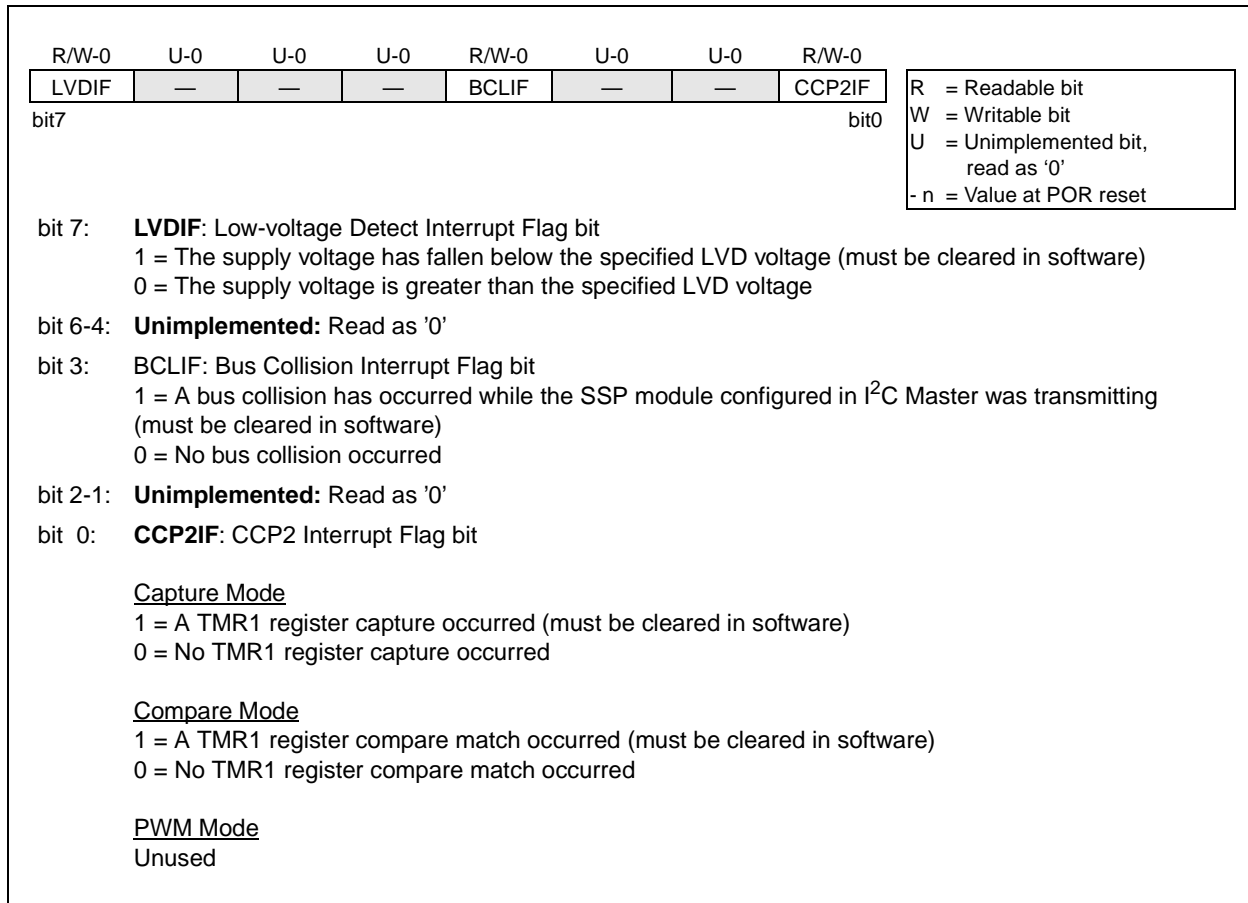 R/W-0 U-0 U-0 U-0 R/W-0 U-0 U-0 R/W-0
LVDIF — — — BCLIF — — CCP2IF
bit7 bit0
R = Readable bit
W = Writable bit
U = Unimplemented bit,
read as ‘0’
- n = Value at POR reset
bit 7: LVDIF: Low-voltage Detect Interrupt Flag bit
1 = The supply voltage has fallen below the specified LVD voltage (must be cleared in software)
0 = The supply voltage is greater than the specified LVD voltage
bit 6-4: Unimplemented: Read as '0'
bit 3: BCLIF: Bus Collision Interrupt Flag bit
1 = A bus collision has occurred while the SSP module configured in I²C Master was transmitting
(must be cleared in software)
0 = No bus collision occurred
bit 2-1: Unimplemented: Read as '0'
bit 0: CCP2IF: CCP2 Interrupt Flag bit
Capture Mode
1 = A TMR1 register capture occurred (must be cleared in software)
0 = No TMR1 register capture occurred
Compare Mode
1 = A TMR1 register compare match occurred (must be cleared in software)
0 = No TMR1 register compare match occurred
PWM Mode
Unused